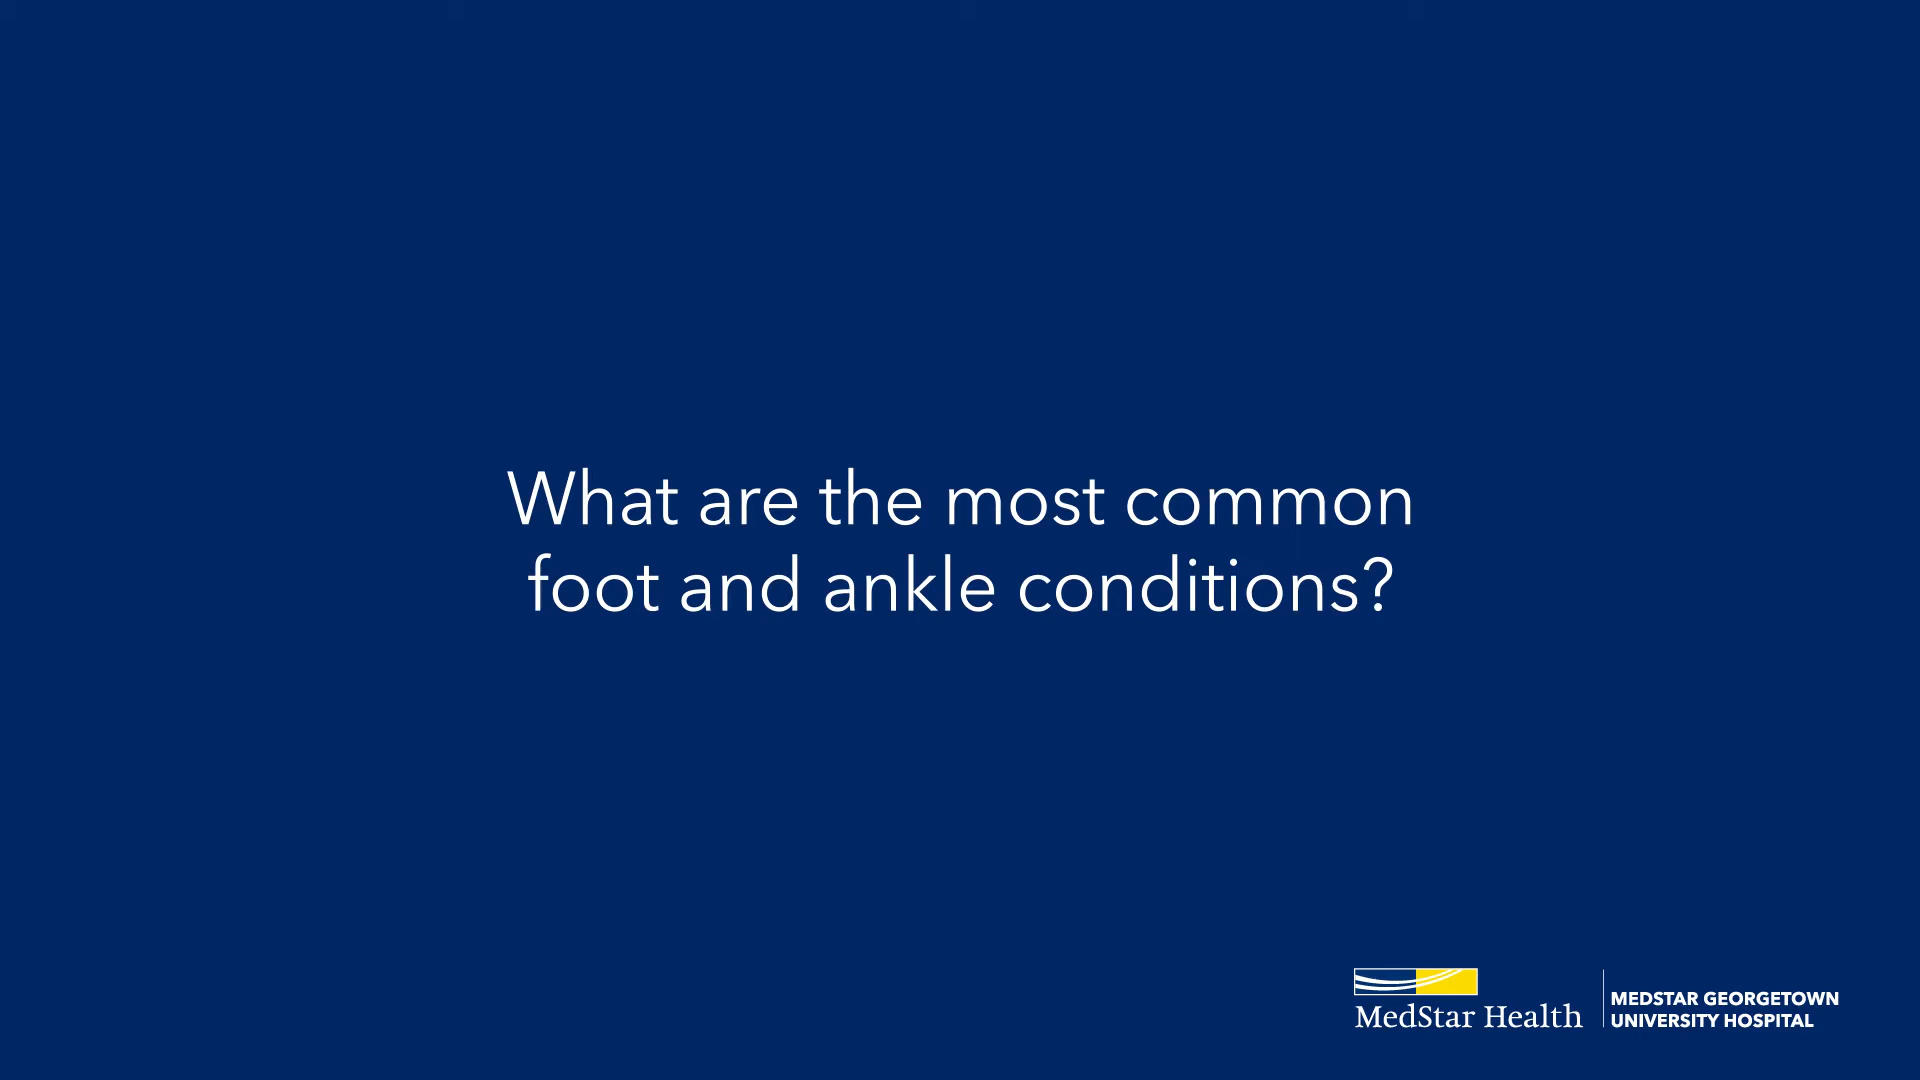 What are the most common
foot and ankle conditions?
MedStar Health
MEDSTAR GEORGETOWN
UNIVERSITY HOSPITAL